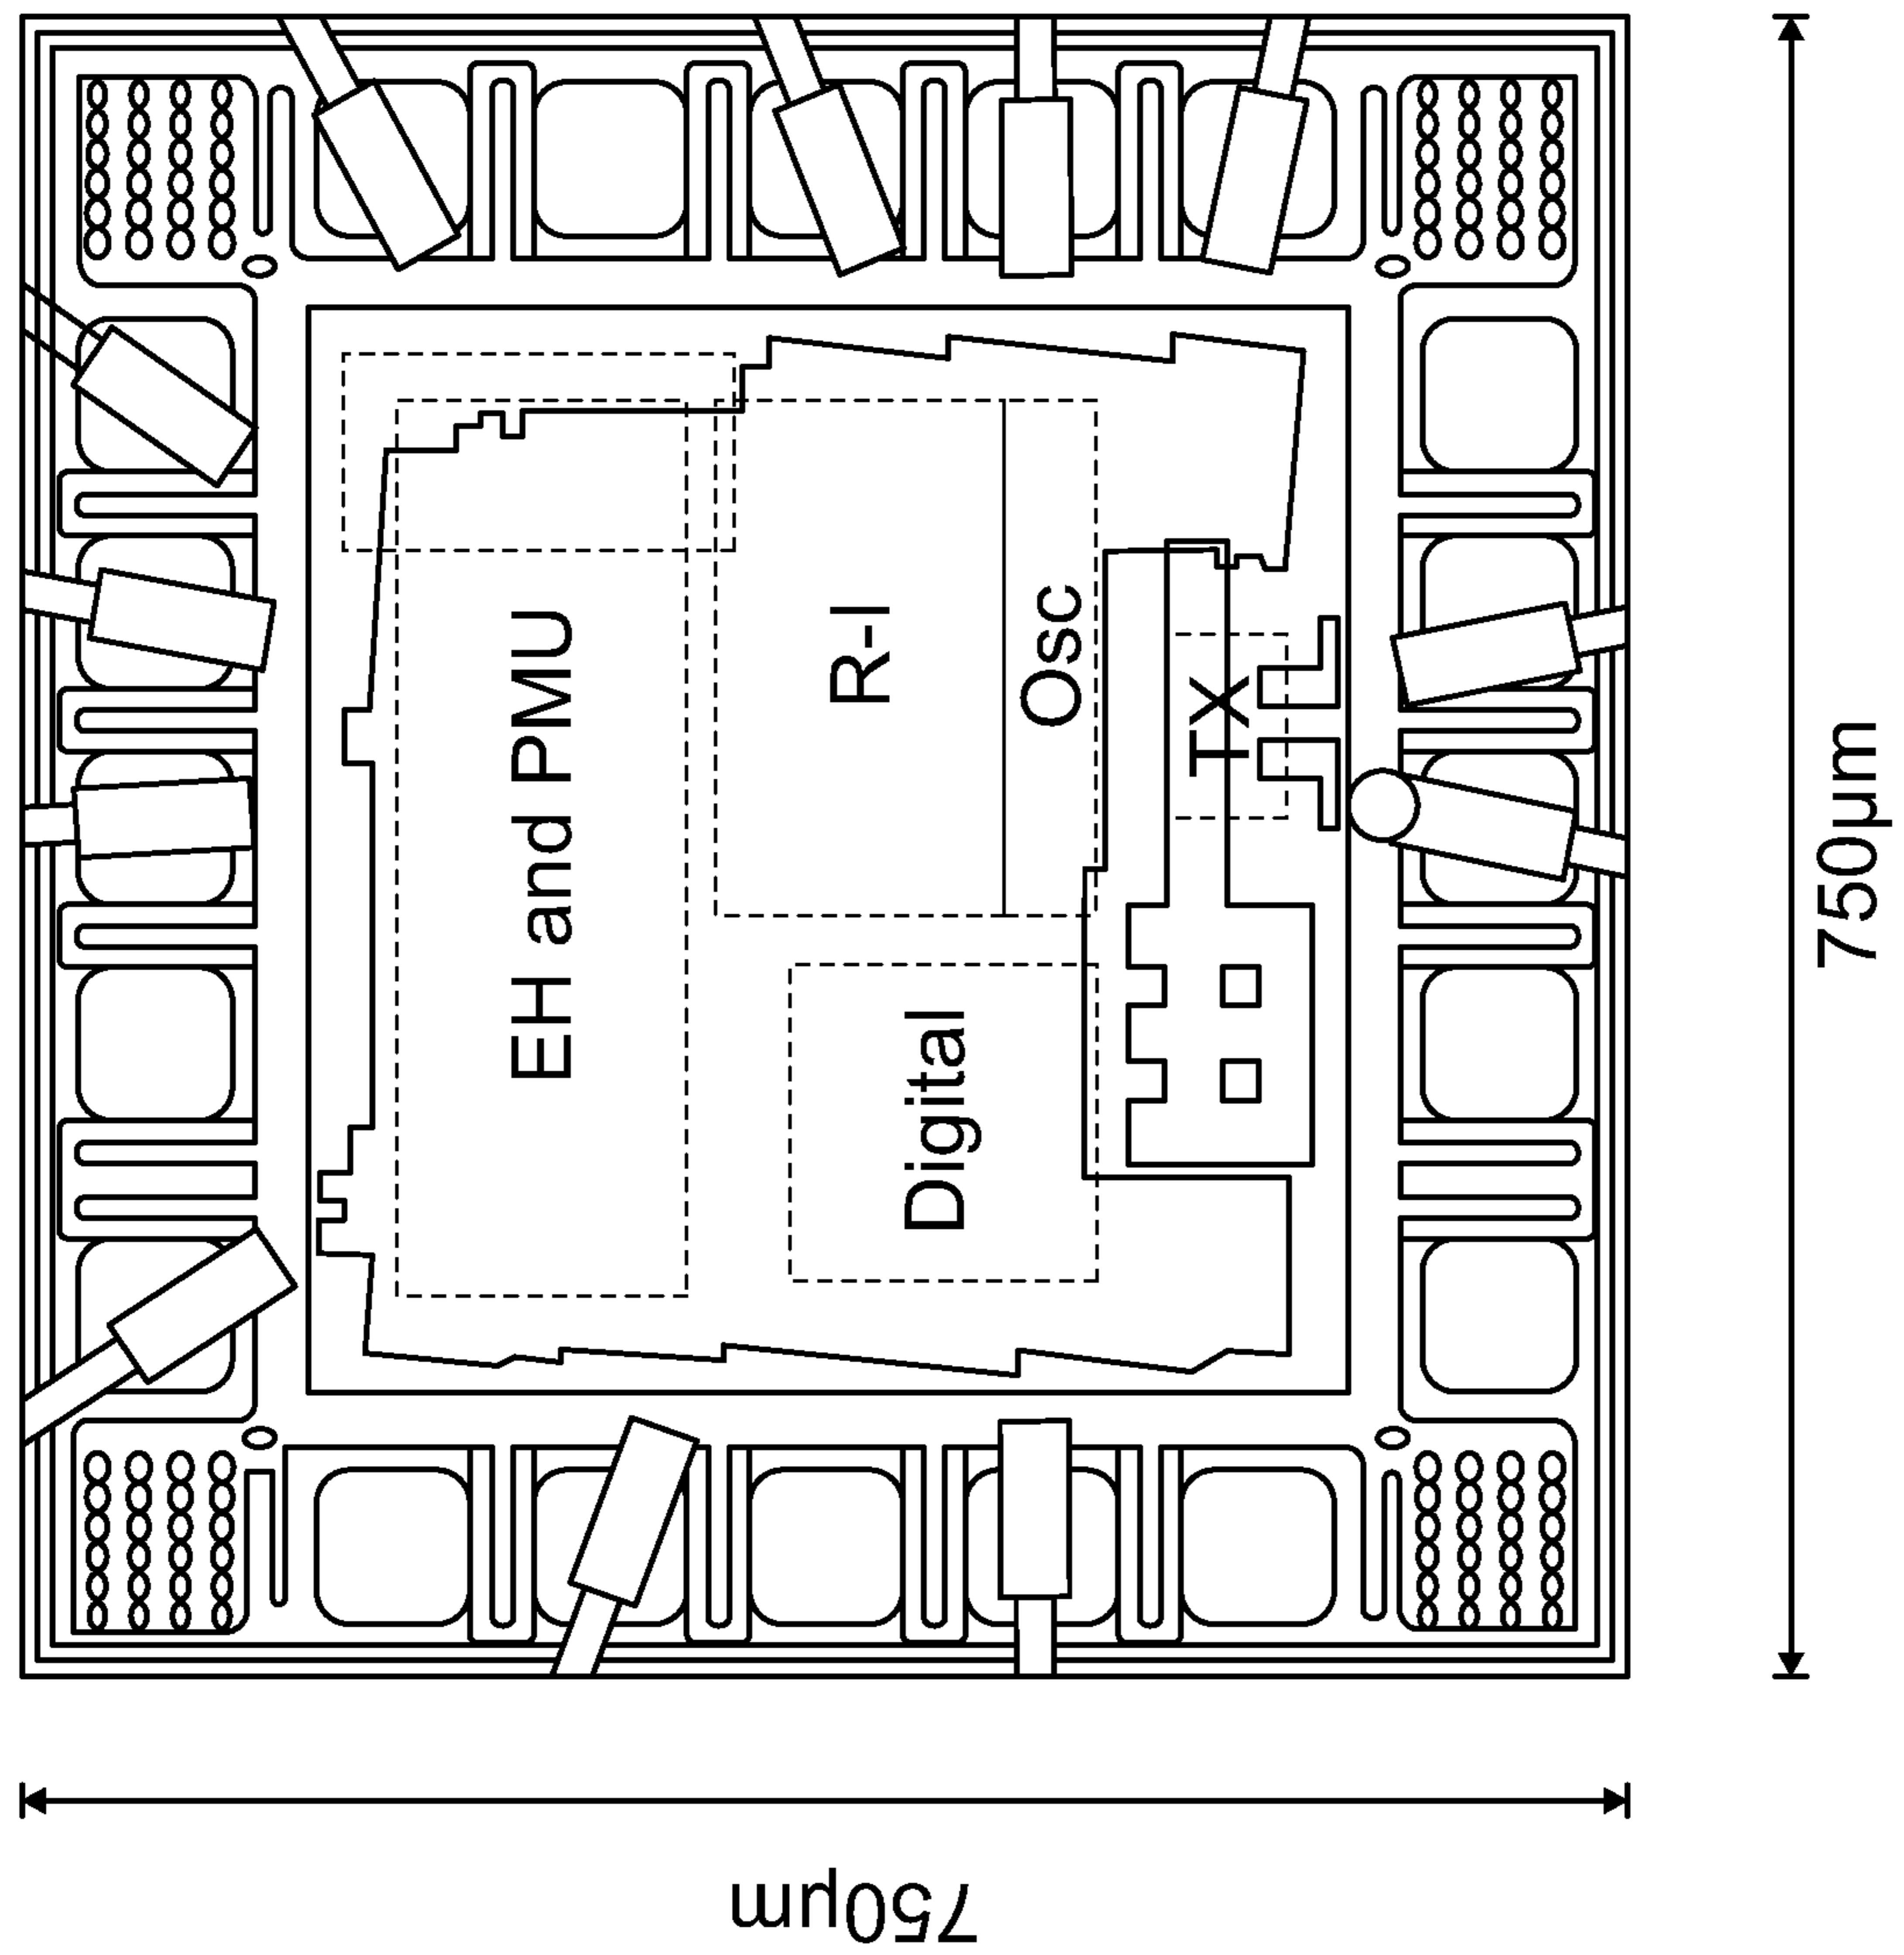 EH and PMU
R-I
Osc
TX
Digital
750μm
750μm